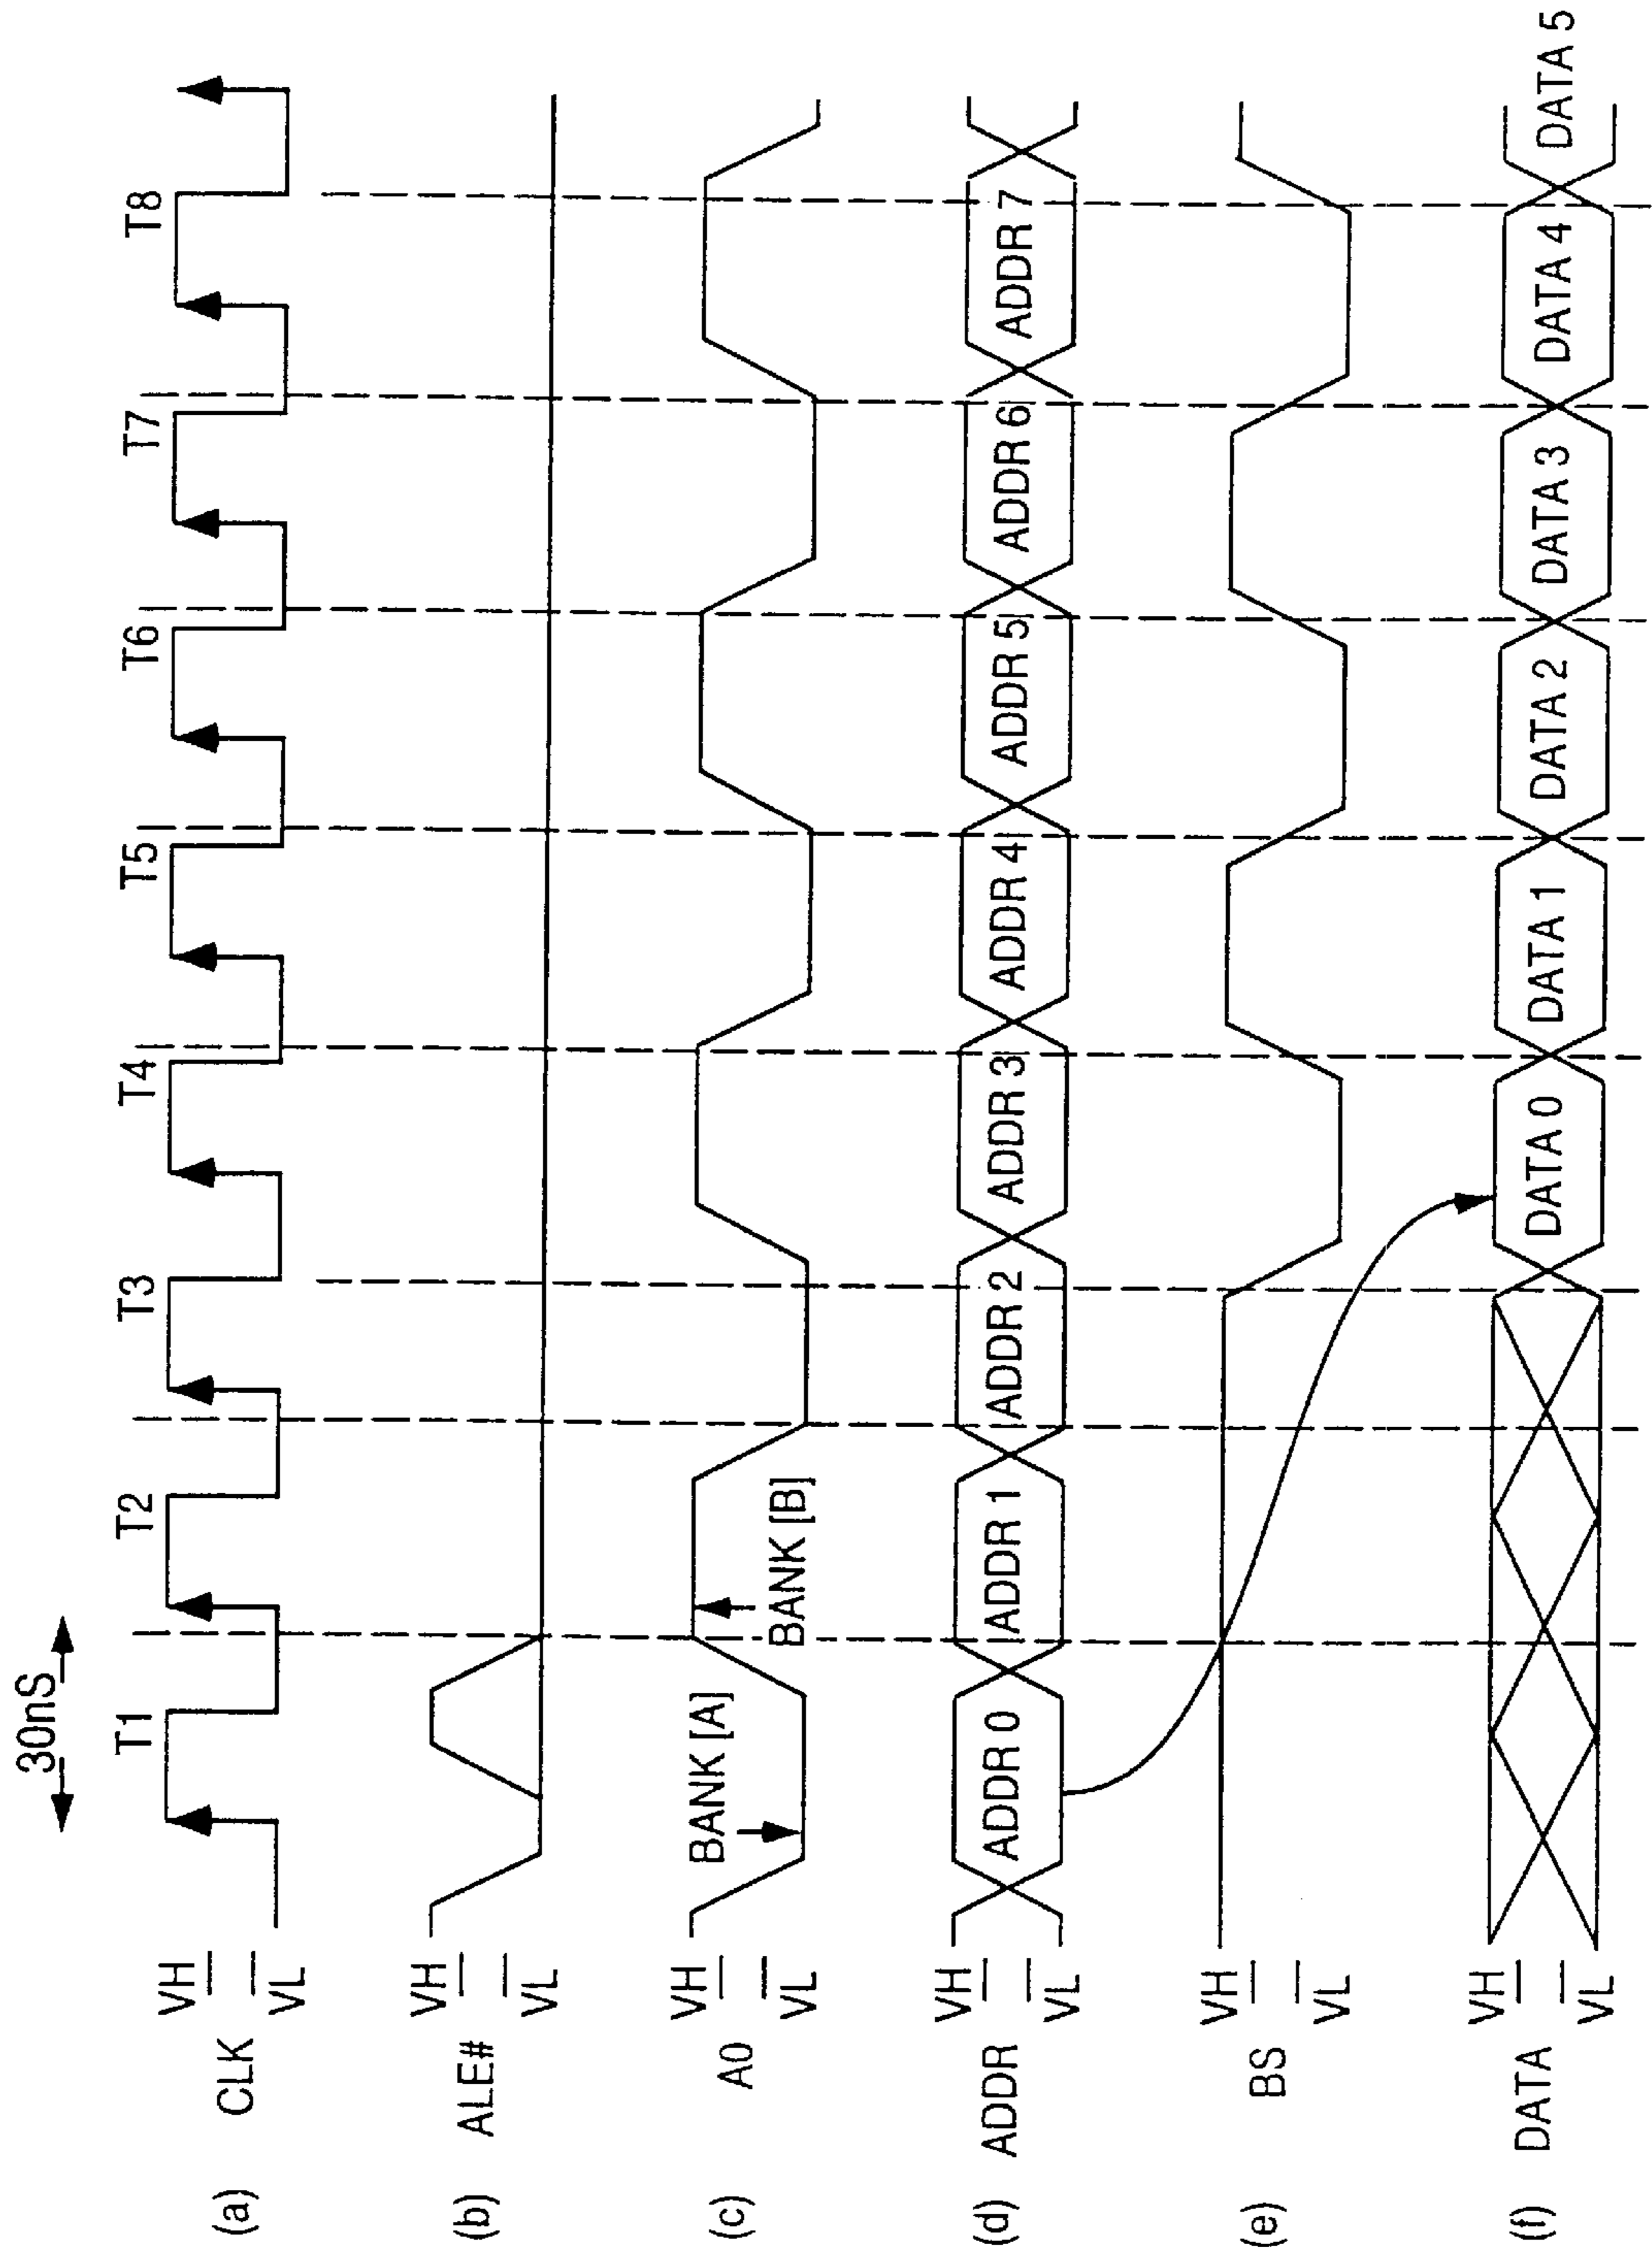 30nS
T1 T2 T3 T4 T5 T6 T7 T8
(a) CLK VH VL
(b) ALE# VH VL
(c) A0 VH VL BANK [A] BANK [B]
(d) ADDR VH VL ADDR 0 ADDR 1 ADDR 2 ADDR 3 ADDR 4 ADDR 5 ADDR 6 ADDR 7
(e) BS VH VL
(f) DATA VH VL DATA 0 DATA 1 DATA 2 DATA 3 DATA 4 DATA 5